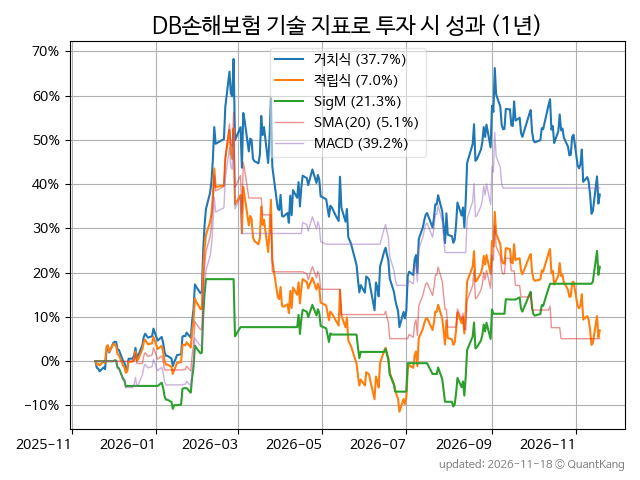 DB손해보험 기술 지표로 투자 시 성과 (1년)
70%
60%
50%
40%
30%
20%
10%
0%
−10%
거치식 (37.7%)
적립식 (7.0%)
SigM (21.3%)
SMA(20) (5.1%)
MACD (39.2%)
2025-11 2026-01 2026-03 2026-05 2026-07 2026-09 2026-11
updated: 2026-11-18 © QuantKang